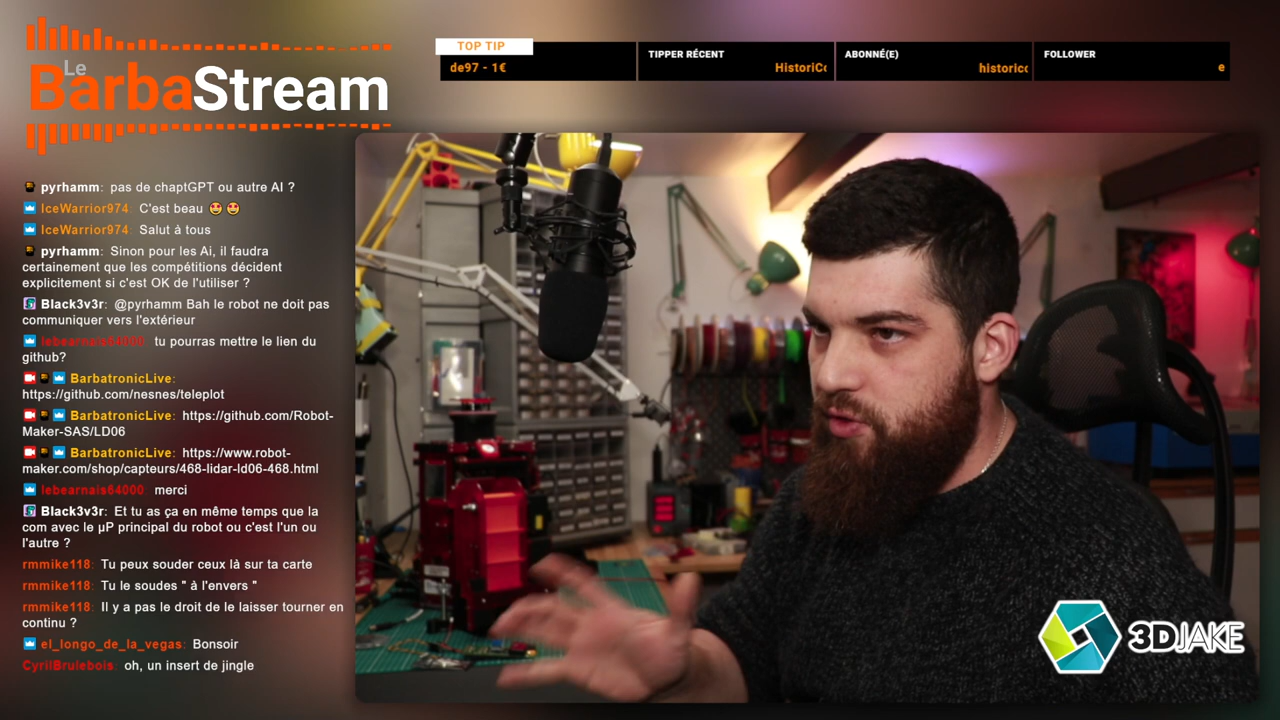 Le
BarbaStream
TOP TIP
de97 - 1€
TIPPER RÉCENT
HistoriCo
ABONNÉ(E)
historico
FOLLOWER
e
pyrhamm: pas de chaptGPT ou autre AI ?
IceWarrior974: C'est beau
IceWarrior974: Salut à tous
pyrhamm: Sinon pour les Ai, il faudra
certainement que les compétitions décident
explicitement si c'est OK de l'utiliser ?
Black3v3r: @pyrhamm Bah le robot ne doit pas
communiquer vers l'extérieur
lebearnais64000 tu pourras mettre le lien du
github?
BarbatronicLive:
https://github.com/nesnes/teleplot
BarbatronicLive: https://github.com/Robot-
Maker-SAS/LD06
BarbatronicLive: https://www.robot-
maker.com/shop/capteurs/468-lidar-ld06-468.html
lebearnais64000 merci
Black3v3r: Et tu as ça en même temps que la
com avec le µP principal du robot ou c'est l'un ou
l'autre ?
rmmike118: Tu peux souder ceux là sur ta carte
rmmike118: Tu le soudes " à l'envers "
rmmike118: Il y a pas le droit de le laisser tourner en
continu ?
el_longo_de_la_vegas: Bonsoir
CyrilBrulebois: oh, un insert de jingle
3DJAKE